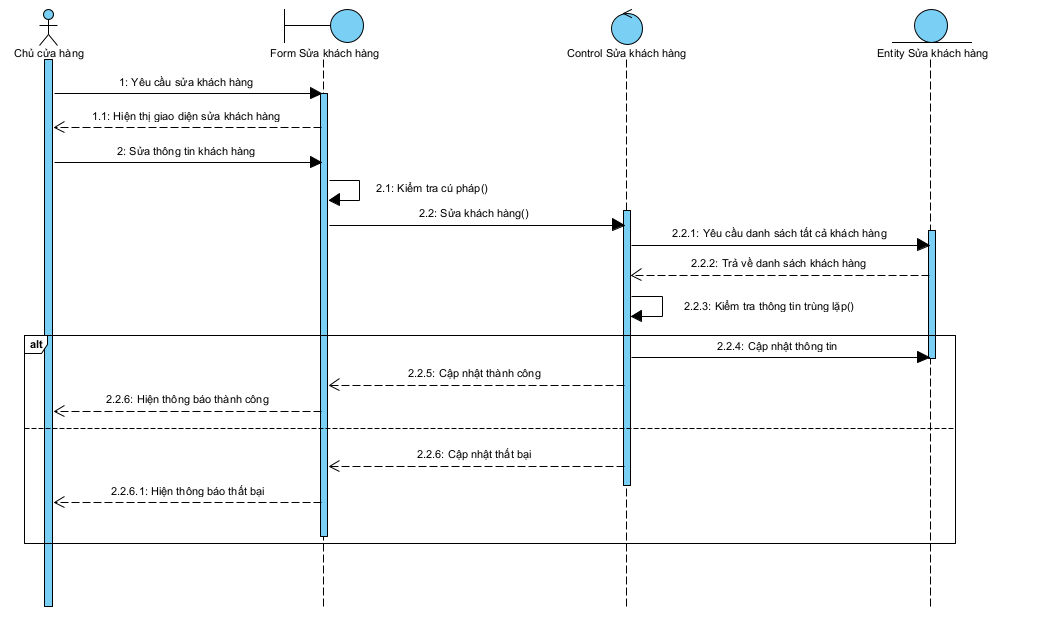 Chủ cửa hàng
Form Sửa khách hàng
Control Sửa khách hàng
Entity Sửa khách hàng
1: Yêu cầu sửa khách hàng
1.1: Hiện thị giao diện sửa khách hàng
2: Sửa thông tin khách hàng
2.1: Kiểm tra cú pháp()
2.2: Sửa khách hàng()
2.2.1: Yêu cầu danh sách tất cả khách hàng
2.2.2: Trả về danh sách khách hàng
2.2.3: Kiểm tra thông tin trùng lặp()
alt
2.2.4: Cập nhật thông tin
2.2.5: Cập nhật thành công
2.2.6: Hiện thông báo thành công
2.2.6: Cập nhật thất bại
2.2.6.1: Hiện thông báo thất bại